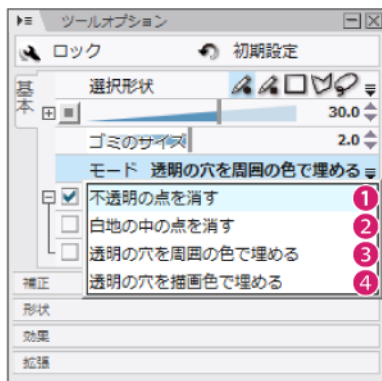 ツールオプション
ロック 初期設定
基本
選択形状
30.0
ゴミのサイズ 2.0
モード 透明の穴を周囲の色で埋める
不透明の点を消す 1
白地の中の点を消す 2
透明の穴を周囲の色で埋める 3
透明の穴を描画色で埋める 4
補正
形状
効果
拡張